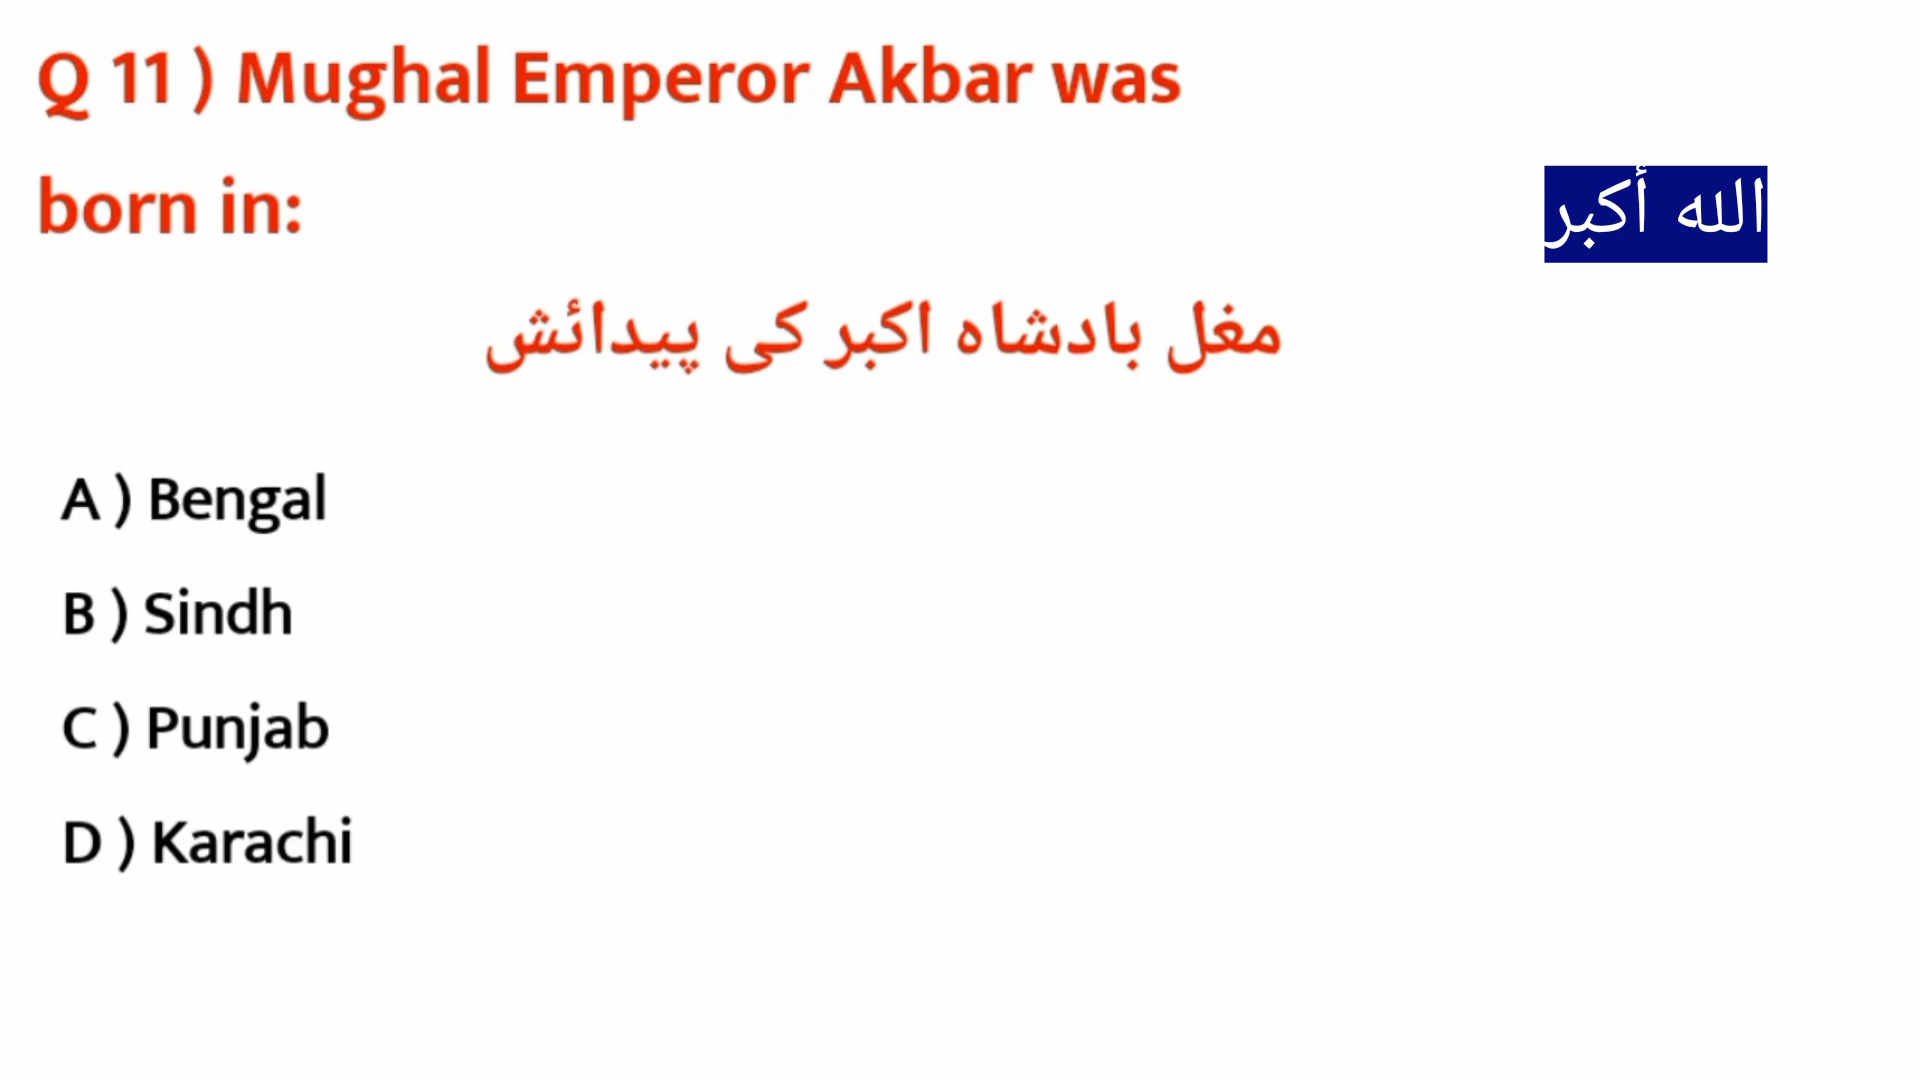 Q 11 ) Mughal Emperor Akbar was
born in:
الله أكبر
مغل بادشاہ اکبر کی پیدائش
A ) Bengal
B ) Sindh
C ) Punjab
D ) Karachi